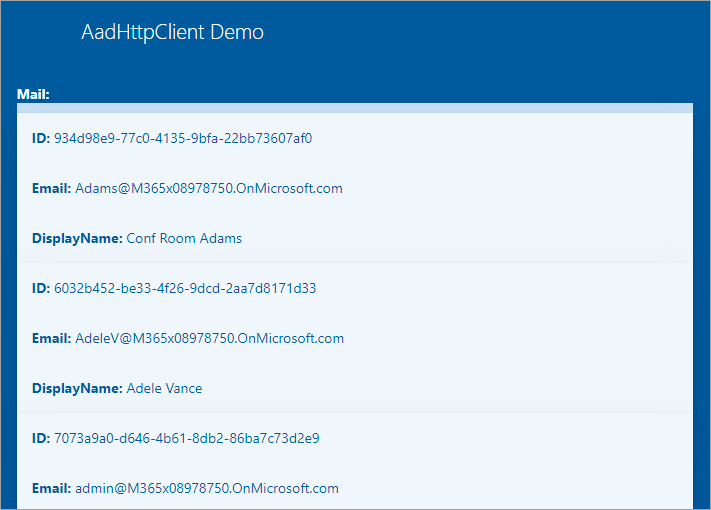 AadHttpClient Demo
Mail:
ID: 934d98e9-77c0-4135-9bfa-22bb73607af0
Email: Adams@M365x08978750.OnMicrosoft.com
DisplayName: Conf Room Adams
ID: 6032b452-be33-4f26-9dcd-2aa7d8171d33
Email: AdeleV@M365x08978750.OnMicrosoft.com
DisplayName: Adele Vance
ID: 7073a9a0-d646-4b61-8db2-86ba7c73d2e9
Email: admin@M365x08978750.OnMicrosoft.com